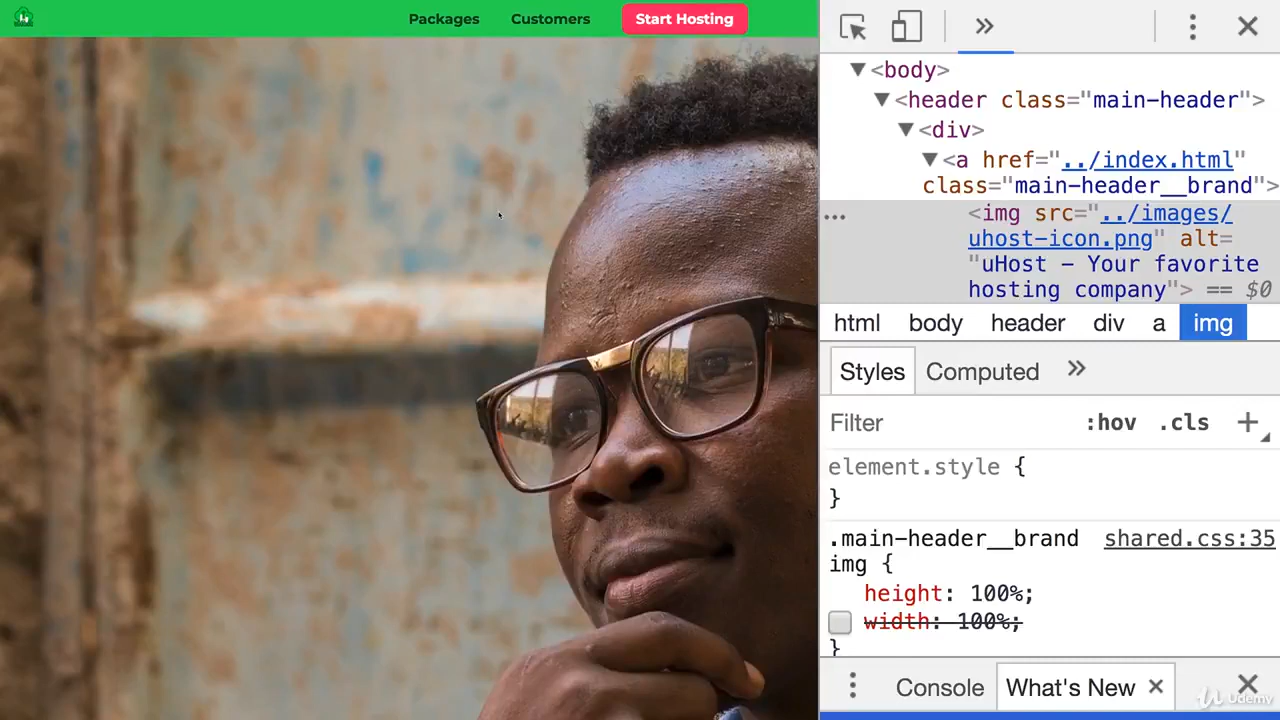 Packages Customers Start Hosting
<body>
<header class="main-header">
<div>
<a href="../index.html"
class="main-header__brand">
<img src="../images/
uhost-icon.png" alt=
"uHost – Your favorite
hosting company"> == $0
html body header div a img
Styles Computed
Filter :hov .cls
element.style {
}
.main-header__brand shared.css:35
img {
height: 100%;
width: 100%;
}
Console What's New
Udemy